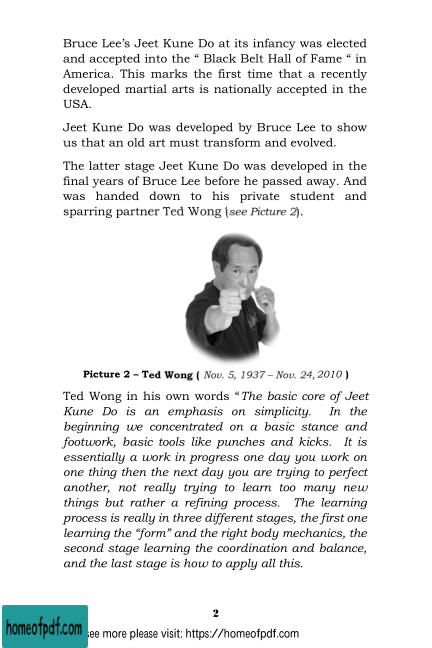 Bruce Lee's Jeet Kune Do at its infancy was elected
and accepted into the " Black Belt Hall of Fame " in
America. This marks the first time that a recently
developed martial arts is nationally accepted in the
USA.
Jeet Kune Do was developed by Bruce Lee to show
us that an old art must transform and evolved.
The latter stage Jeet Kune Do was developed in the
final years of Bruce Lee before he passed away. And
was handed down to his private student and
sparring partner Ted Wong (see Picture 2).
Picture 2 – Ted Wong ( Nov. 5, 1937 – Nov. 24, 2010 )
Ted Wong in his own words "The basic core of Jeet
Kune Do is an emphasis on simplicity. In the
beginning we concentrated on a basic stance and
footwork, basic tools like punches and kicks. It is
essentially a work in progress one day you work on
one thing then the next day you are trying to perfect
another, not really trying to learn too many new
things but rather a refining process. The learning
process is really in three different stages, the first one
learning the "form" and the right body mechanics, the
second stage learning the coordination and balance,
and the last stage is how to apply all this.
2
homeofpdf.com
see more please visit: https://homeofpdf.com